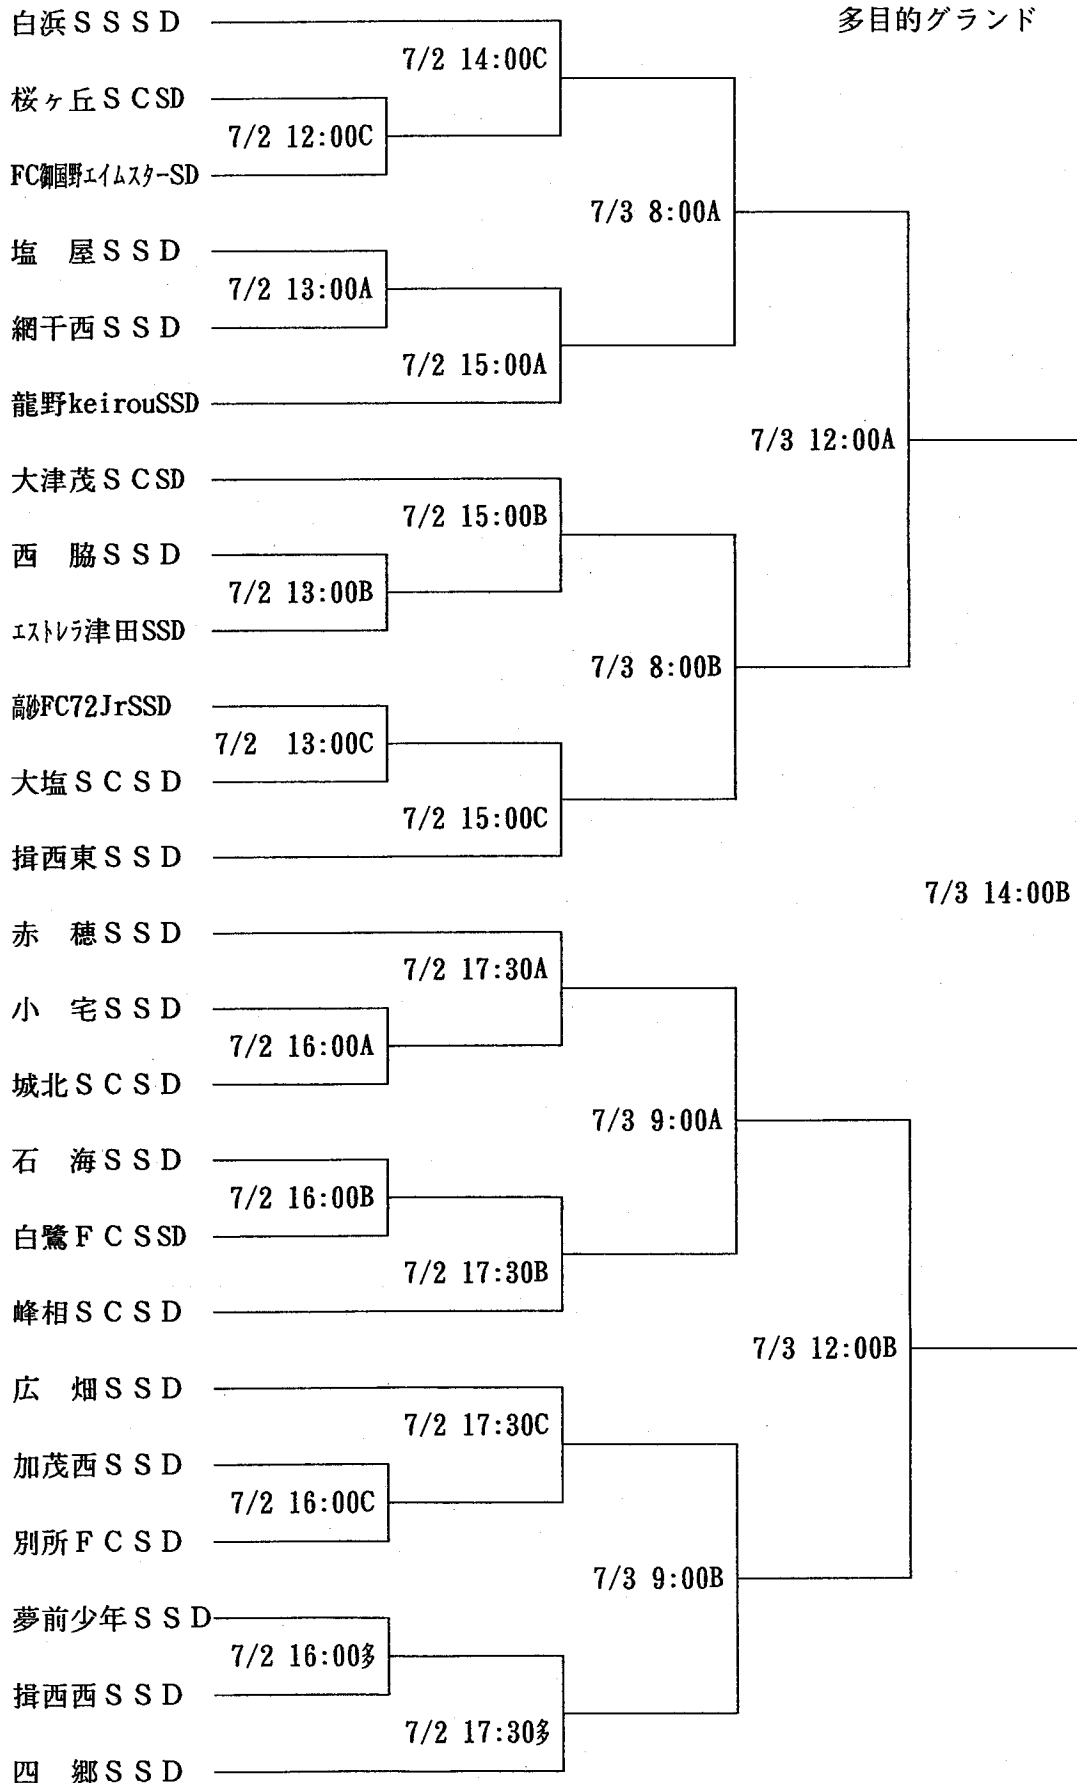 白浜ＳＳＳＤ
多目的グランド
7/2 14:00C
桜ヶ丘ＳＣSD
7/2 12:00C
FC御国野エイムスターSD
7/3 8:00A
塩　屋ＳＳＤ
7/2 13:00A
網干西ＳＳＤ
7/2 15:00A
龍野keirouSSD
7/3 12:00A
大津茂ＳＣSD
7/2 15:00B
西　脇ＳＳＤ
7/2 13:00B
エストレラ津田SSD
7/3 8:00B
高砂FC72JrSSD
7/2　13:00C
大塩ＳＣＳＤ
7/2 15:00C
揖西東ＳＳＤ
7/3 14:00B
赤　穂ＳＳＤ
7/2 17:30A
小　宅ＳＳＤ
7/2 16:00A
城北ＳＣＳＤ
7/3 9:00A
石　海ＳＳＤ
7/2 16:00B
白鷺ＦＣＳSD
7/2 17:30B
峰相ＳＣＳＤ
7/3 12:00B
広　畑ＳＳＤ
7/2 17:30C
加茂西ＳＳＤ
7/2 16:00C
別所ＦＣＳＤ
7/3 9:00B
夢前少年ＳＳＤ
7/2 16:00多
揖西西ＳＳＤ
7/2 17:30多
四　郷ＳＳＤ